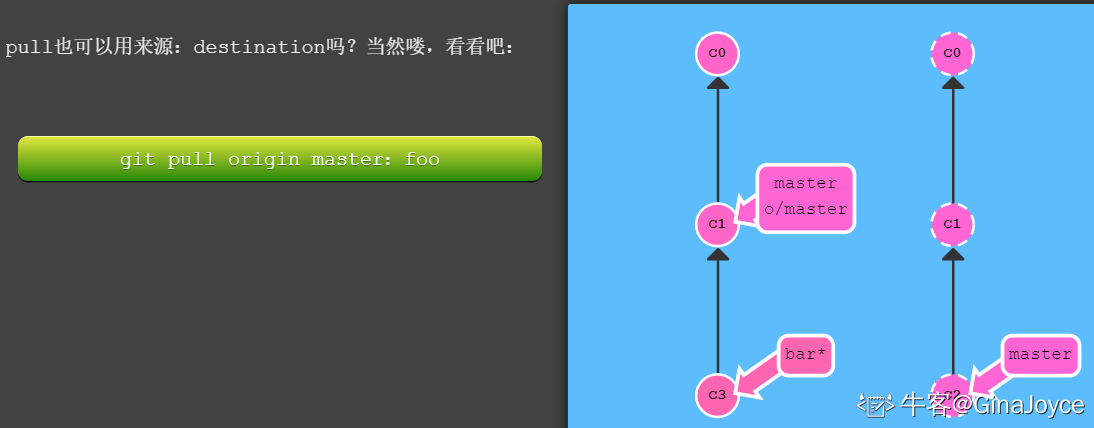 pull也可以用来源：destination吗？当然喽，看看吧：
git pull origin master：foo
c0
c0
master
o/master
c1
c1
bar*
master
c3
c2
牛客@GinaJoyce